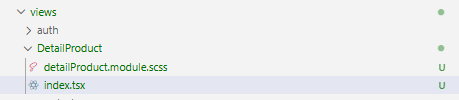 views
auth
DetailProduct
detailProduct.module.scss U
index.tsx U